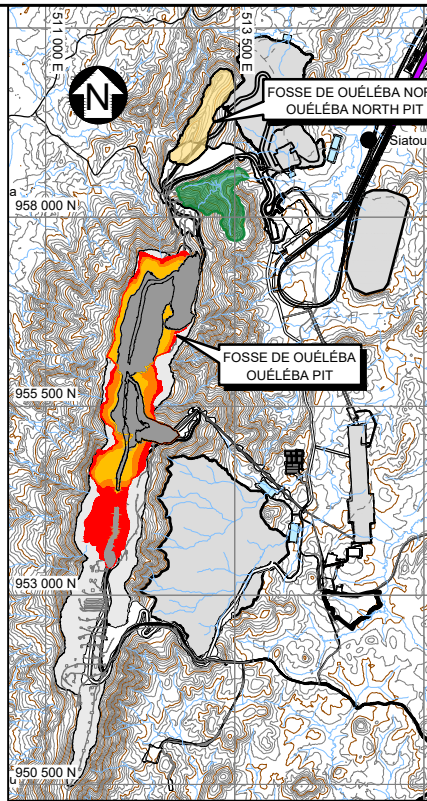 511 000 E
513 500 E
N
FOSSE DE OUÉLÉBA NOR
OUÉLÉBA NORTH PIT
Siatou
a
958 000 N
FOSSE DE OUÉLÉBA
OUÉLÉBA PIT
955 500 N
953 000 N
950 500 N
u